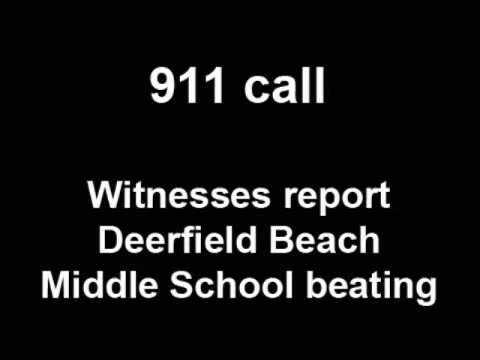 911 call
Witnesses report
Deerfield Beach
Middle School beating